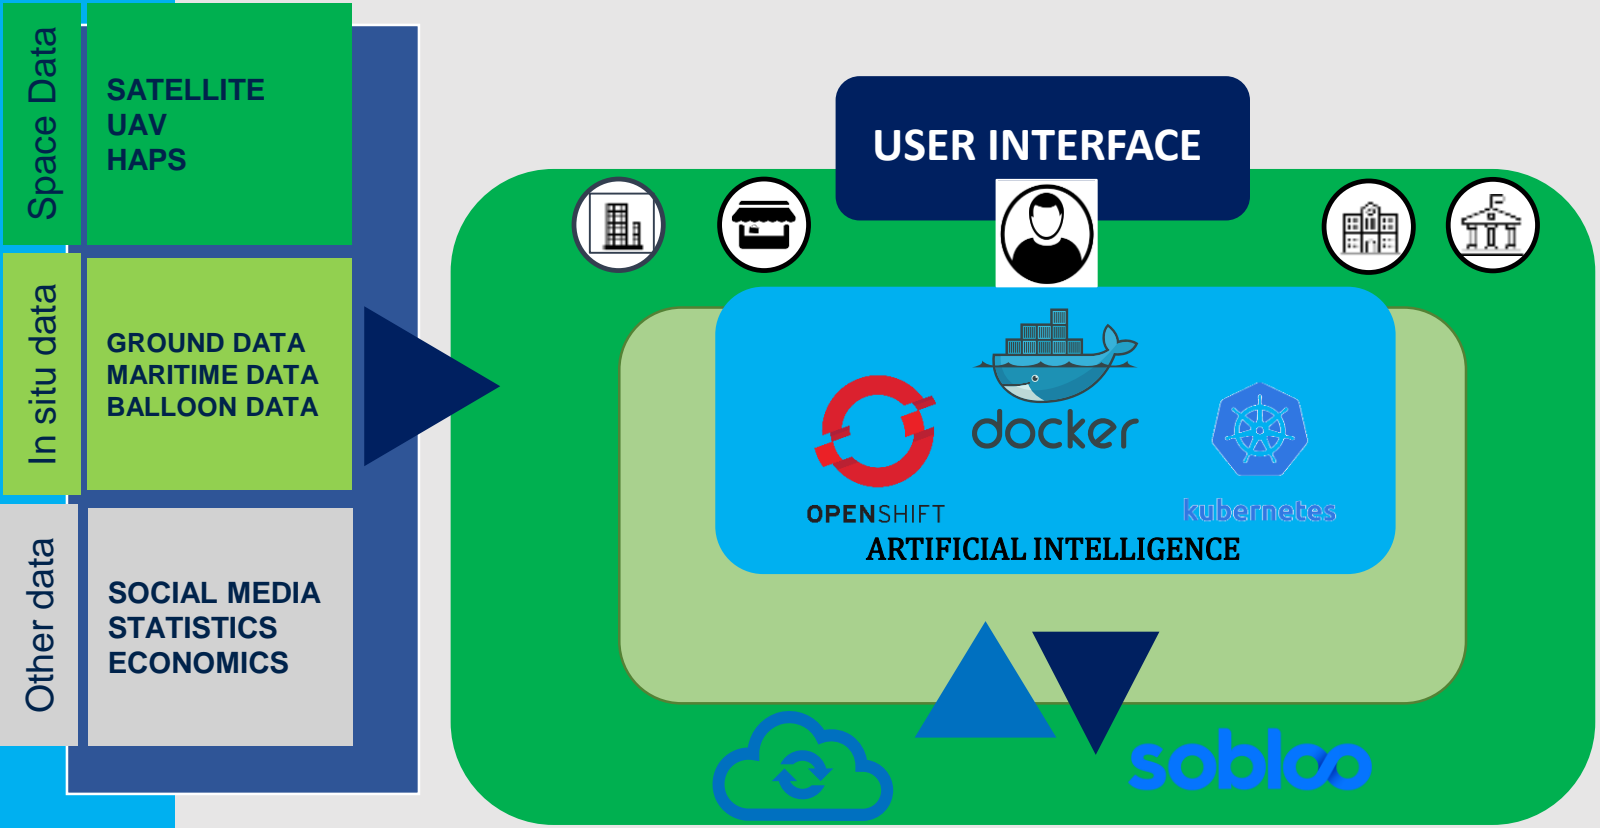 Space Data
SATELLITE
UAV
HAPS
In situ data
GROUND DATA
MARITIME DATA
BALLOON DATA
Other data
SOCIAL MEDIA
STATISTICS
ECONOMICS
USER INTERFACE
docker
OPENSHIFT
kubernetes
ARTIFICIAL INTELLIGENCE
sobloo